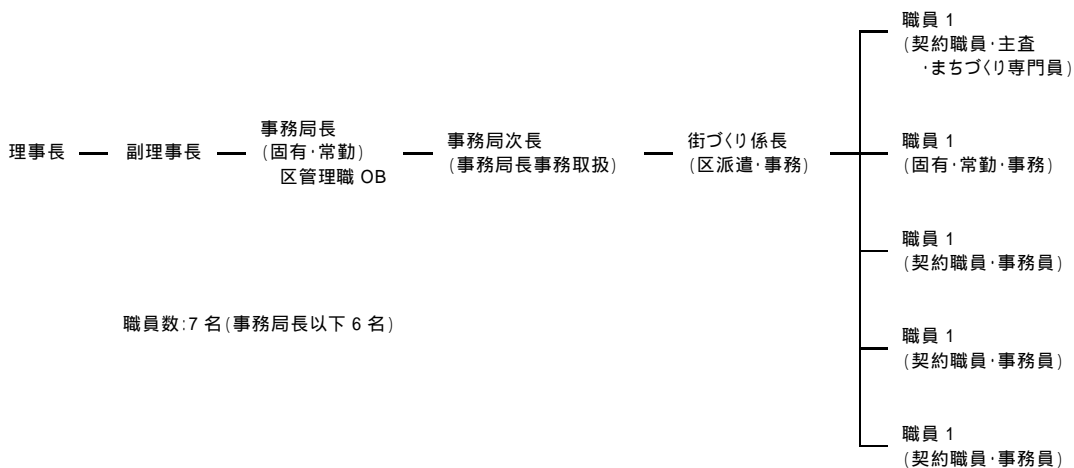 理事長
副理事長
事務局長
(固有・常勤)
区管理職 OB
事務局次長
(事務局長事務取扱)
街づくり係長
(区派遣・事務)
職員 1
(契約職員・主査
・まちづくり専門員)
職員 1
(固有・常勤・事務)
職員 1
(契約職員・事務員)
職員 1
(契約職員・事務員)
職員 1
(契約職員・事務員)
職員数:7 名(事務局長以下 6 名)